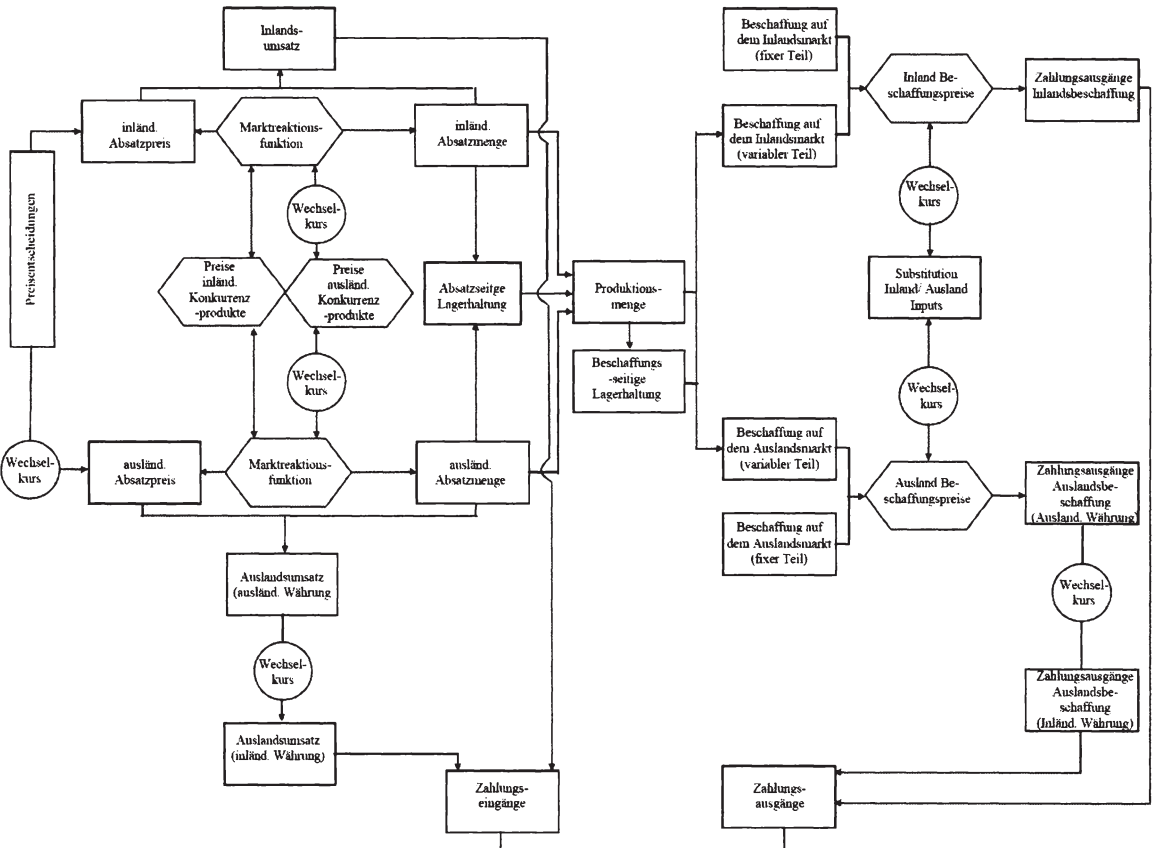 Inlands-
umsatz
inländ.
Absatzpreis
Marktreaktions-
funktion
inländ.
Absatzmenge
Preisentscheidungen
Wechsel-
kurs
Preise
inländ.
Konkurrenz
-produkte
Preise
ausländ.
Konkurrenz
-produkte
Absatzseitge
Lagerhaltung
Wechsel-
kurs
Wechsel-
kurs
ausländ.
Absatzpreis
Marktreaktions-
funktion
ausländ.
Absatzmenge
Auslandsumsatz
(ausländ. Währung
Wechsel-
kurs
Auslandsumsatz
(inländ. Währung)
Zahlungs-
eingänge
Produktions-
menge
Beschaffungs
-seitige
Lagerhaltung
Beschaffung auf
dem Inlandsmarkt
(fixer Teil)
Beschaffung auf
dem Inlandsmarkt
(variabler Teil)
Inland Be-
schaffungspreise
Zahlungsausgänge
Inlandsbeschaffung
Wechsel-
kurs
Substitution
Inland/ Ausland
Inputs
Wechsel-
kurs
Beschaffung auf
dem Auslandsmarkt
(variabler Teil)
Beschaffung auf
dem Auslandsmarkt
(fixer Teil)
Ausland Be-
schaffungspreise
Zahlungsausgänge
Auslandsbe-
schaffung
(Ausland. Währung)
Wechsel-
kurs
Zahlungsausgänge
Auslandsbe-
schaffung
(Inländ. Währung)
Zahlungs-
ausgänge